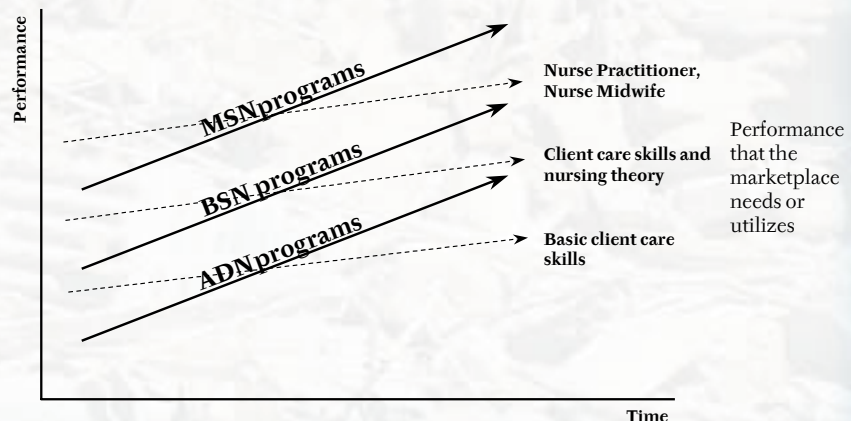 Performance
MSNprograms
Nurse Practitioner,
Nurse Midwife
BSN programs
Client care skills and
nursing theory
Performance
that the
marketplace
needs or
utilizes
ADNprograms
Basic client care
skills
Time